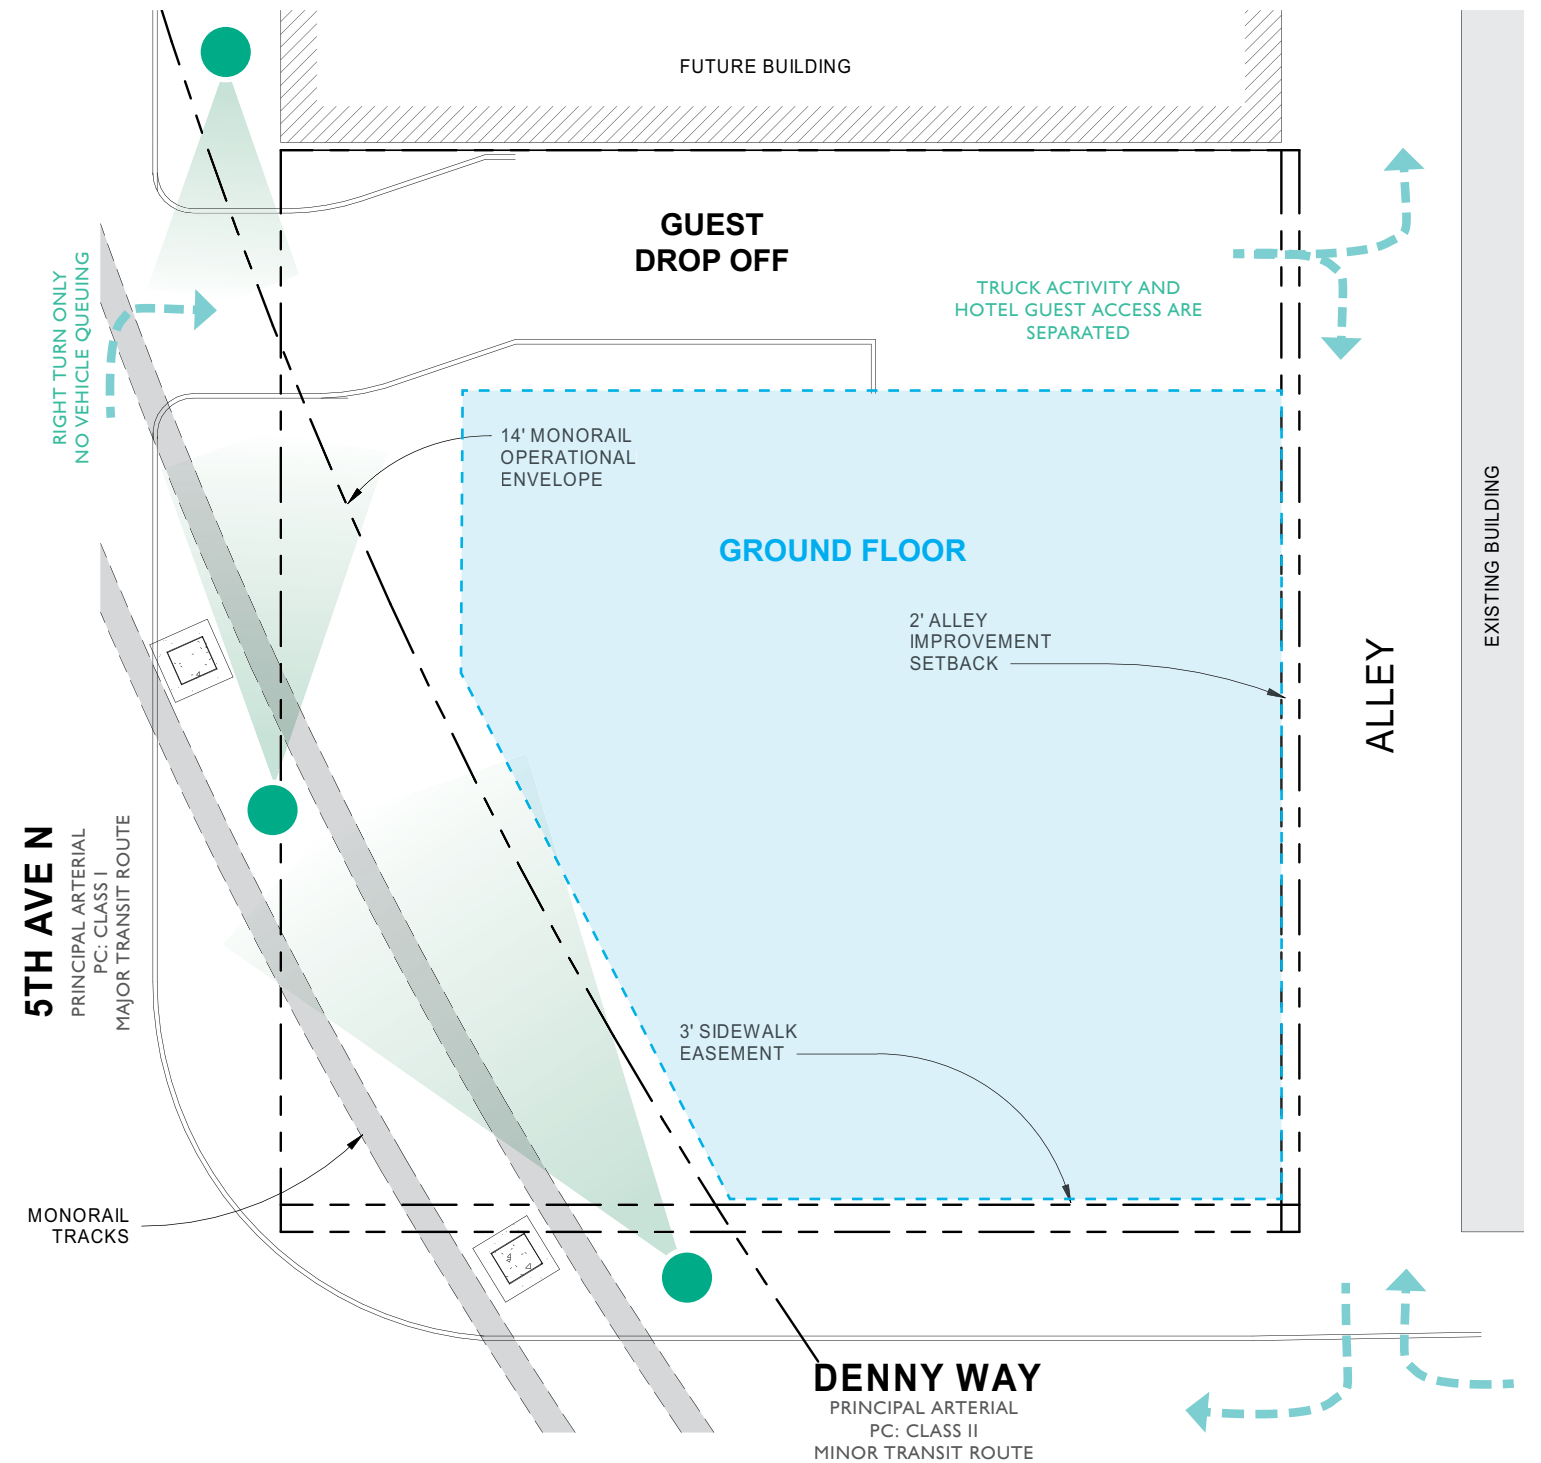 FUTURE BUILDING
GUEST
DROP OFF
TRUCK ACTIVITY AND
HOTEL GUEST ACCESS ARE
SEPARATED
RIGHT TURN ONLY
NO VEHICLE QUEUING
14' MONORAIL
OPERATIONAL
ENVELOPE
GROUND FLOOR
2' ALLEY
IMPROVEMENT
SETBACK
EXISTING BUILDING
ALLEY
5TH AVE N
PRINCIPAL ARTERIAL
PC: CLASS I
MAJOR TRANSIT ROUTE
3' SIDEWALK
EASEMENT
MONORAIL
TRACKS
DENNY WAY
PRINCIPAL ARTERIAL
PC: CLASS II
MINOR TRANSIT ROUTE